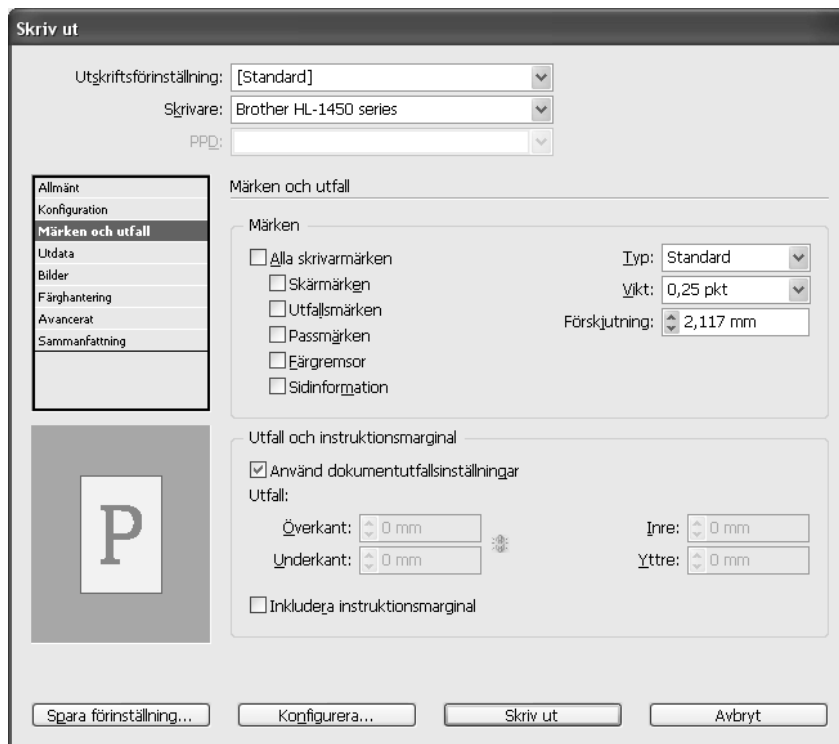 Skriv ut
Utskriftsförinställning: [Standard]
Skrivare: Brother HL-1450 series
PPD:
Allmänt
Konfiguration
Märken och utfall
Utdata
Bilder
Färghantering
Avancerat
Sammanfattning
P
Märken och utfall
Märken
Alla skrivarmärken
Skärmärken
Utfallsmärken
Passmärken
Färgremsor
Sidinformation
Typ: Standard
Vikt: 0,25 pkt
Förskjutning: 2,117 mm
Utfall och instruktionsmarginal
Använd dokumentutfallsinställningar
Utfall:
Överkant: 0 mm
Underkant: 0 mm
Inre: 0 mm
Yttre: 0 mm
Inkludera instruktionsmarginal
Spara förinställning... Konfigurera... Skriv ut Avbryt